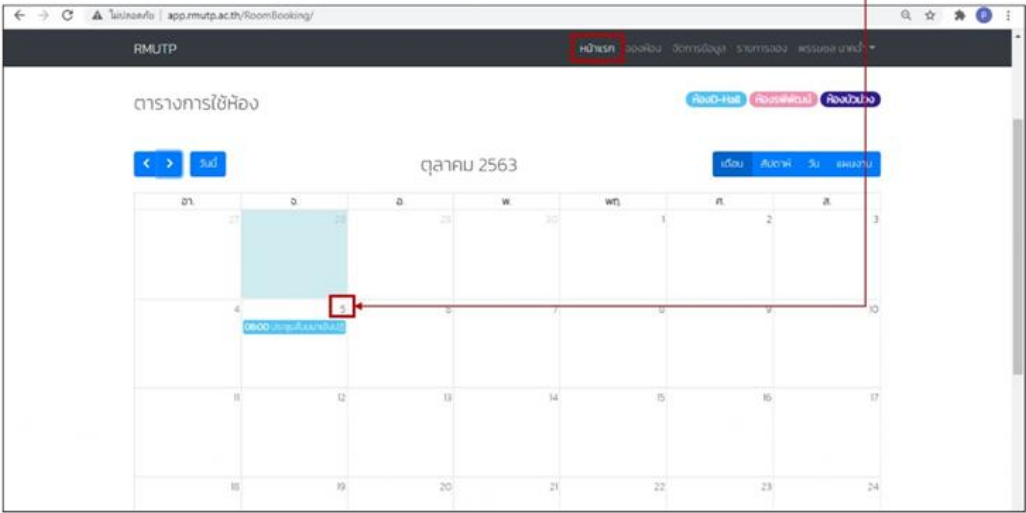 ไม่ปลอดภัย | app.rmutp.ac.th/RoomBooking/
RMUTP
หน้าแรก จองห้อง จัดการข้อมูล รายการจอง
ตารางการใช้ห้อง
ห้องD-Hall ห้องรพีพัฒน์ ห้องบัวม่วง
วันนี้
ตุลาคม 2563
เดือน สัปดาห์ วัน แผนงาน
อา. จ. อ. พ. พฤ. ศ. ส.
27 28 29 30 1 2 3
4 5 6 7 8 9 10
08:00
11 12 13 14 15 16 17
18 19 20 21 22 23 24